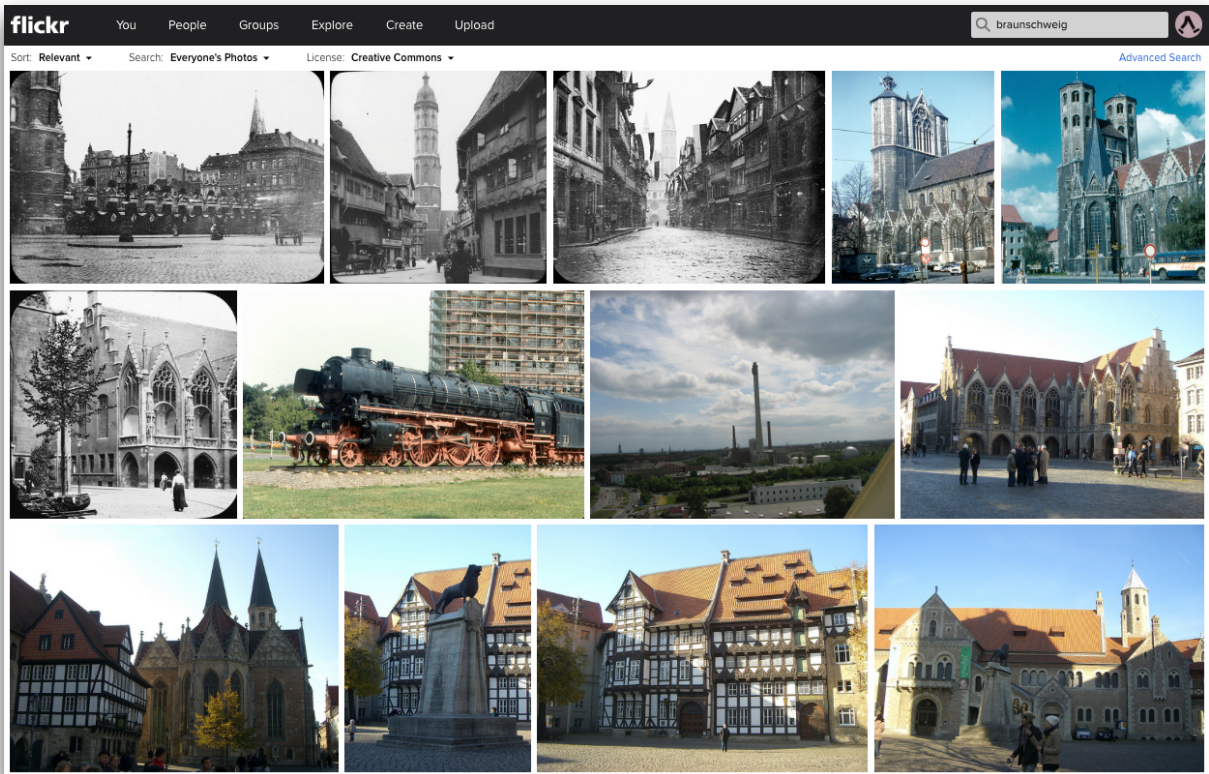 flickr You People Groups Explore Create Upload braunschweig
Sort: Relevant Search: Everyone's Photos License: Creative Commons Advanced Search